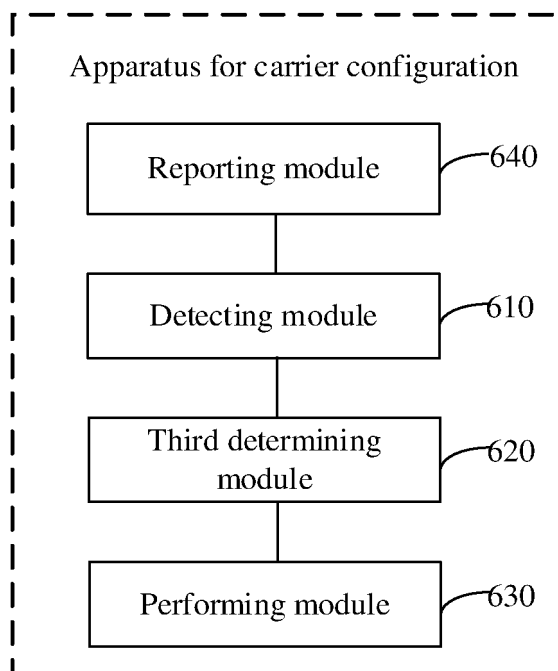 Apparatus for carrier configuration
Reporting module
640
Detecting module
610
Third determining
module
620
Performing module
630